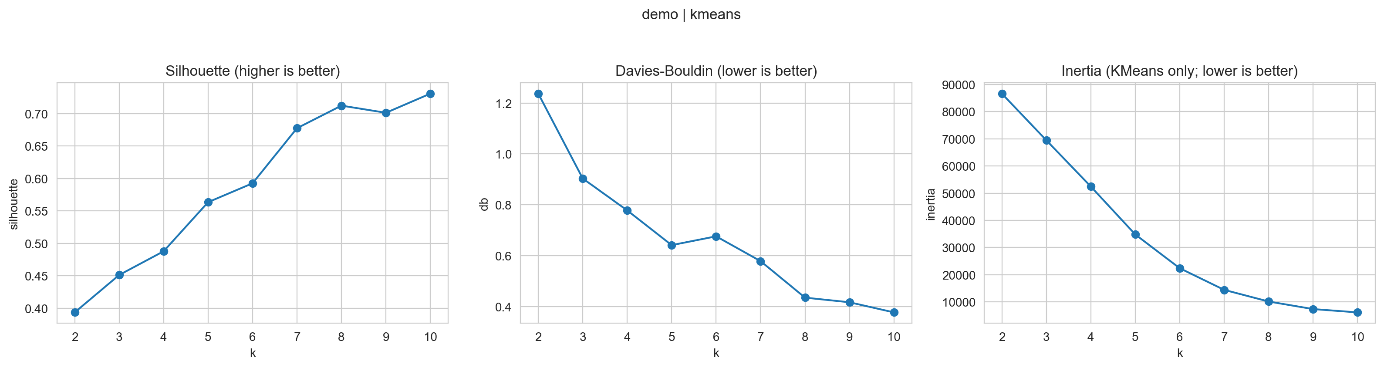 demo | kmeans
Silhouette (higher is better)
silhouette
0.70
0.65
0.60
0.55
0.50
0.45
0.40
2 3 4 5 6 7 8 9 10
k
Davies-Bouldin (lower is better)
db
1.2
1.0
0.8
0.6
0.4
2 3 4 5 6 7 8 9 10
k
Inertia (KMeans only; lower is better)
inertia
90000
80000
70000
60000
50000
40000
30000
20000
10000
2 3 4 5 6 7 8 9 10
k